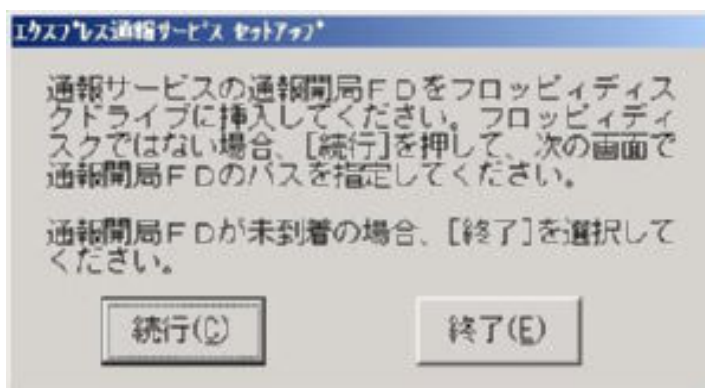 ｴｸｽﾌﾟﾚｽ通報ｻｰﾋﾞｽ ｾｯﾄｱｯﾌﾟ
通報サービスの通報開局ＦＤをフロッピィディス
クドライブに挿入してください。フロッピィディ
スクではない場合、[続行]を押して、次の画面で
通報開局ＦＤのパスを指定してください。
通報開局ＦＤが未到着の場合、[終了]を選択して
ください。
続行(C)
終了(E)